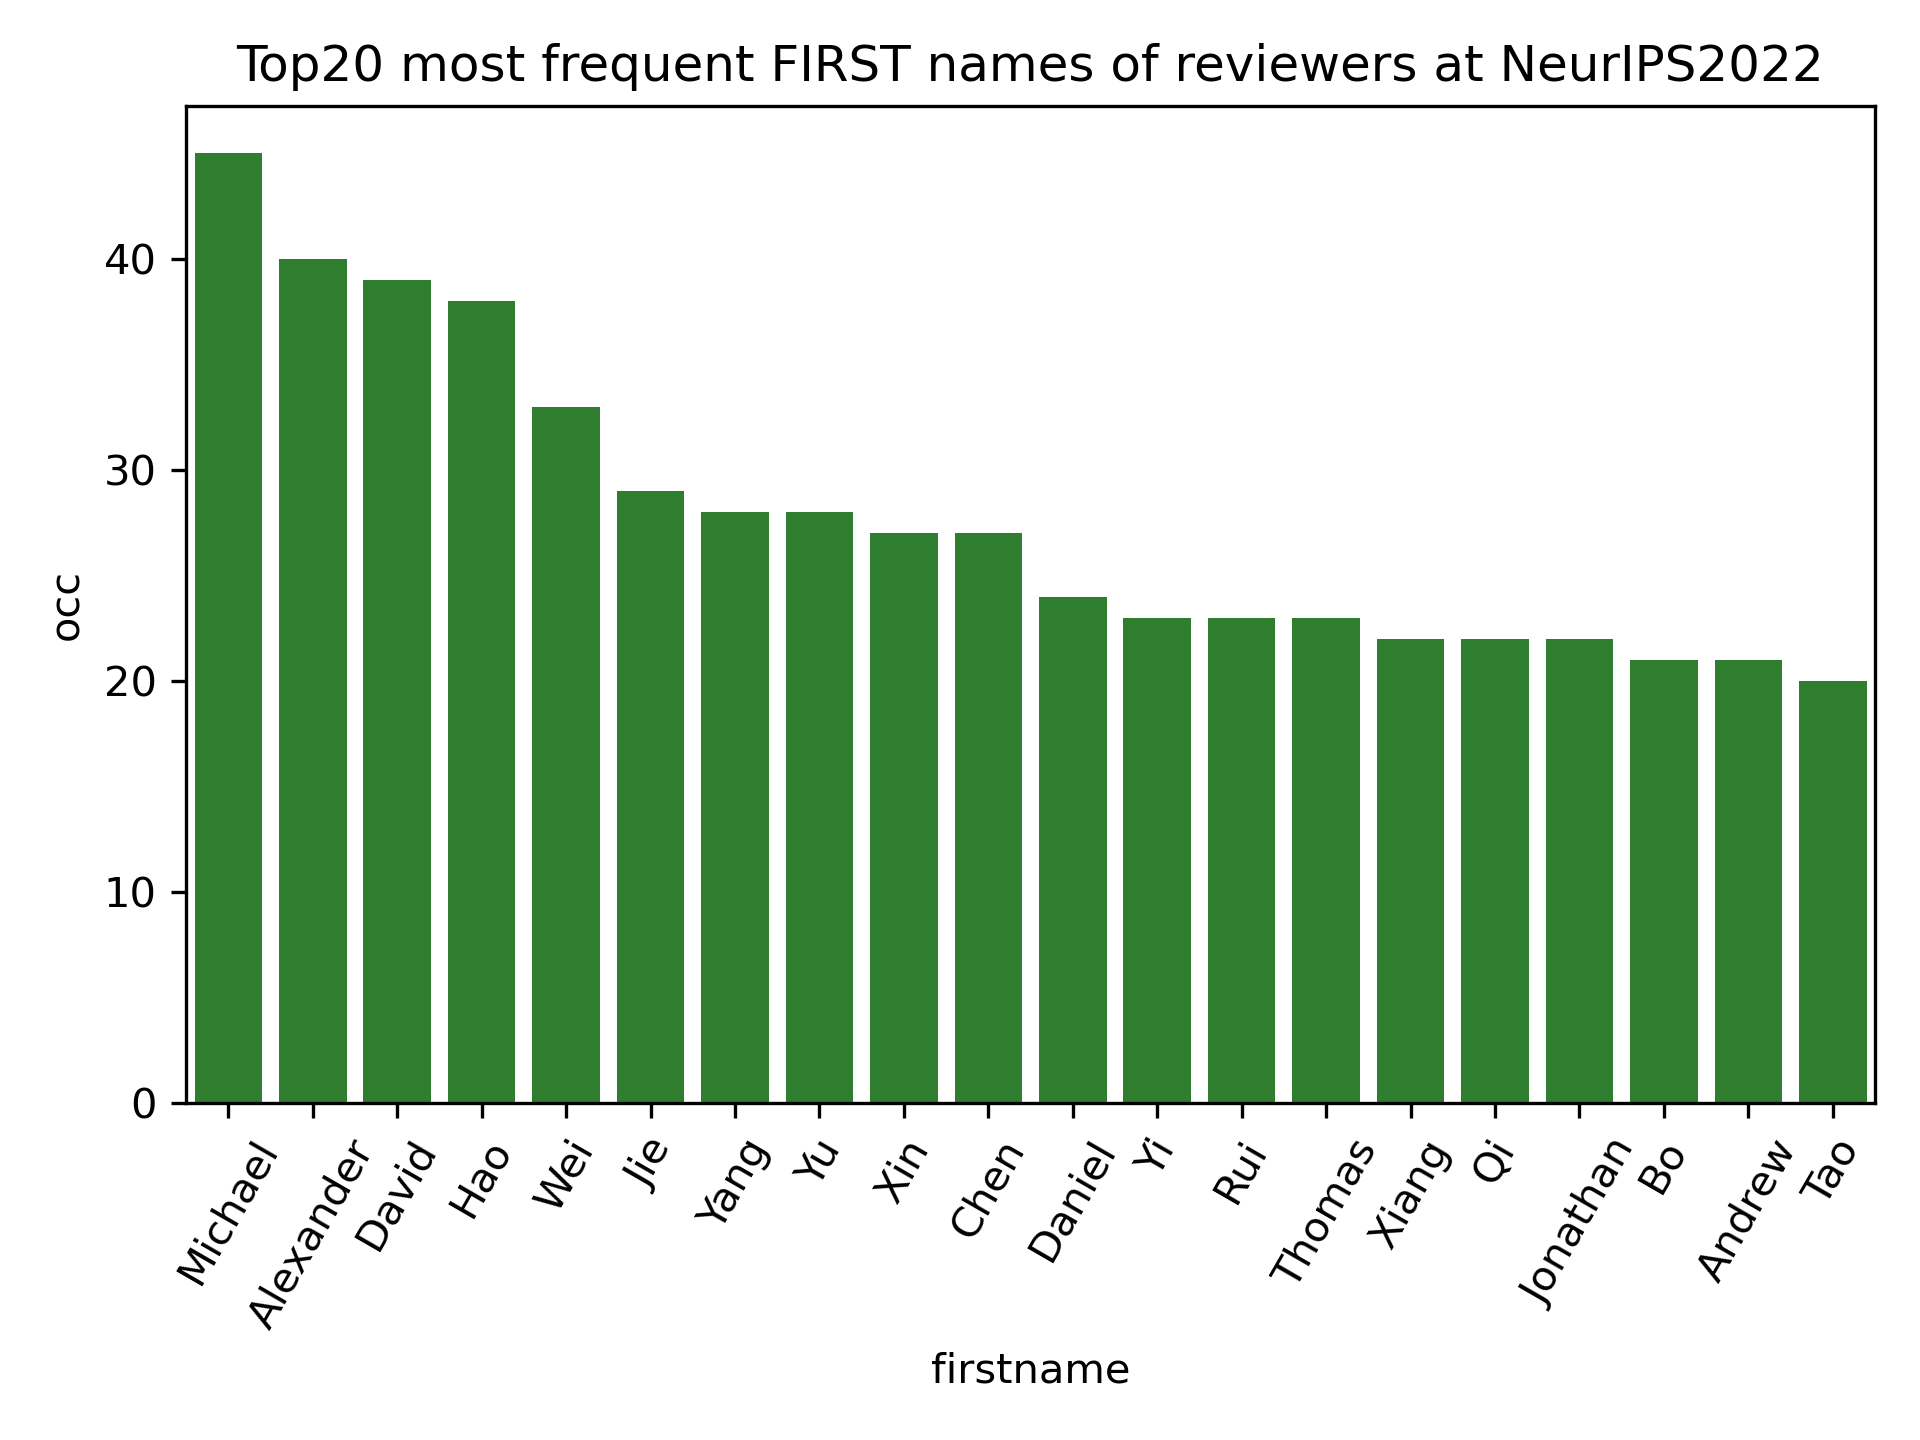 Top20 most frequent FIRST names of reviewers at NeurIPS2022
occ
40
30
20
10
0
Michael
Alexander
David
Hao
Wei
Jie
Yang
Yu
Xin
Chen
Daniel
Yi
Rui
Thomas
Xiang
Qi
Jonathan
Bo
Andrew
Tao
firstname